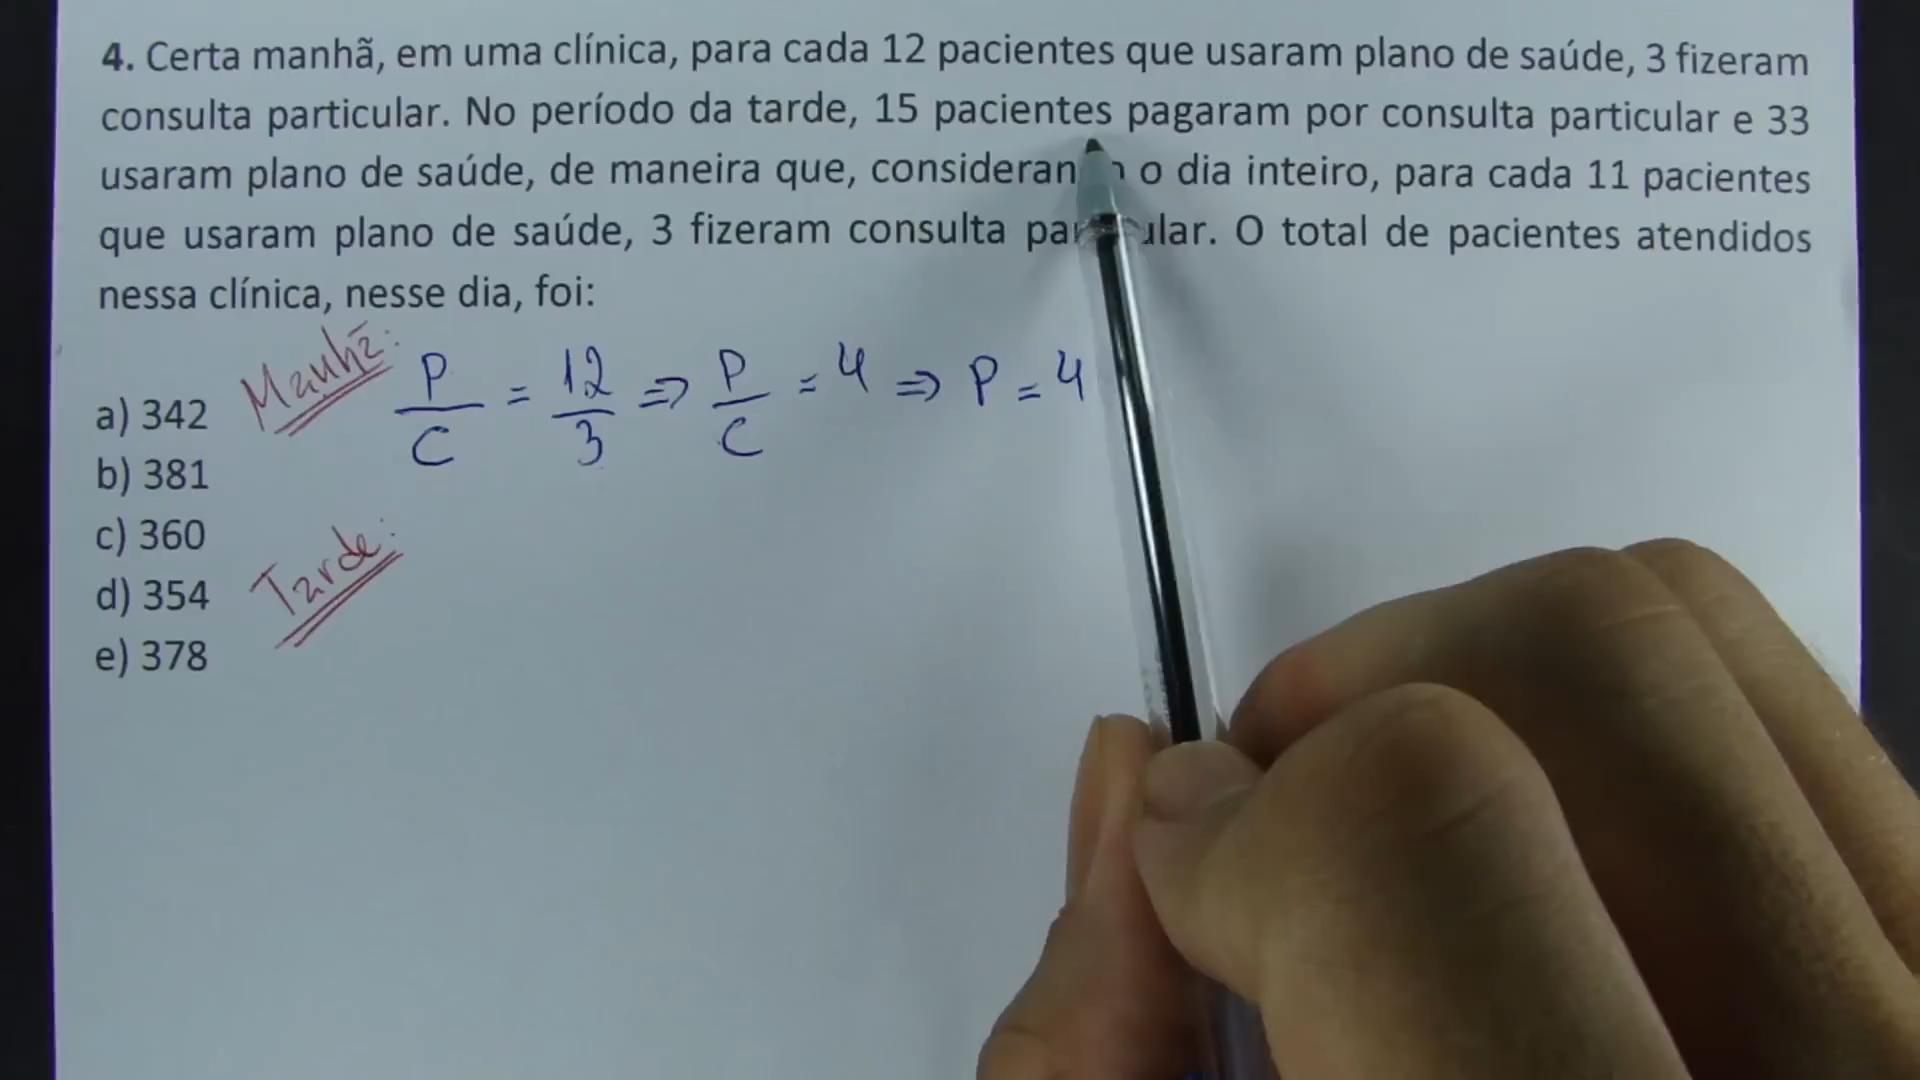 4. Certa manhã, em uma clínica, para cada 12 pacientes que usaram plano de saúde, 3 fizeram
consulta particular. No período da tarde, 15 pacientes pagaram por consulta particular e 33
usaram plano de saúde, de maneira que, o dia inteiro, para cada 11 pacientes
que usaram plano de saúde, 3 fizeram consulta O total de pacientes atendidos
nessa clínica, nesse dia, foi:
Manhã: P/C = 12/3 => P/C = 4 => P = 4
a) 342
b) 381
c) 360
Tarde:
d) 354
e) 378